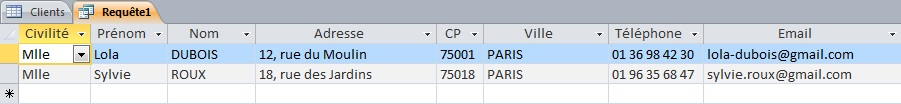 Clients Requête1
Civilité Prénom Nom Adresse CP Ville Téléphone Email
Mlle Lola DUBOIS 12, rue du Moulin 75001 PARIS 01 36 98 42 30 lola-dubois@gmail.com
Mlle Sylvie ROUX 18, rue des Jardins 75018 PARIS 01 96 35 68 47 sylvie.roux@gmail.com